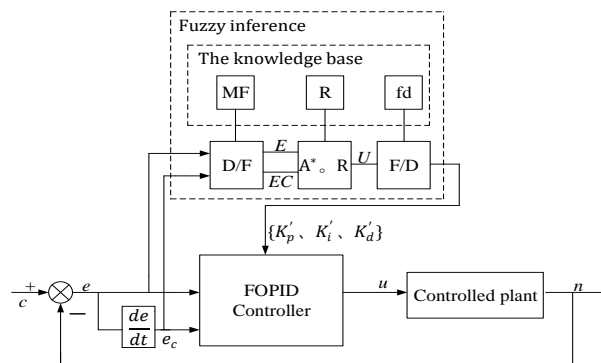 Fuzzy inference
The knowledge base
MF R fd
D/F E EC A*。R U F/D
{K'p、K'i、K'd}
+ c − e
FOPID
Controller
u
Controlled plant
n
de/dt
ec